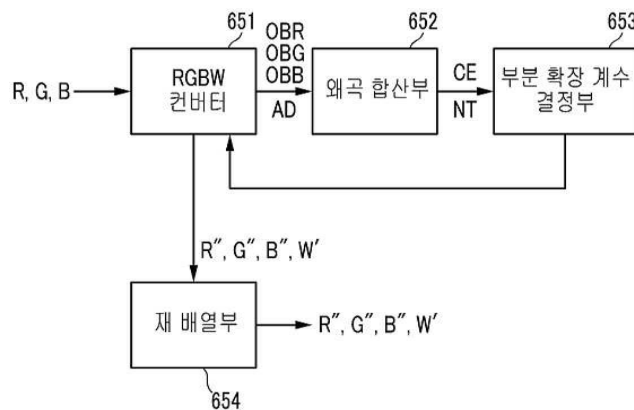 651
OBR
OBG
OBB
AD
652
CE
NT
653
R, G, B
RGBW
컨버터
왜곡 합산부
부분 확장 계수
결정부
R″, G″, B″, W′
재 배열부
R″, G″, B″, W′
654